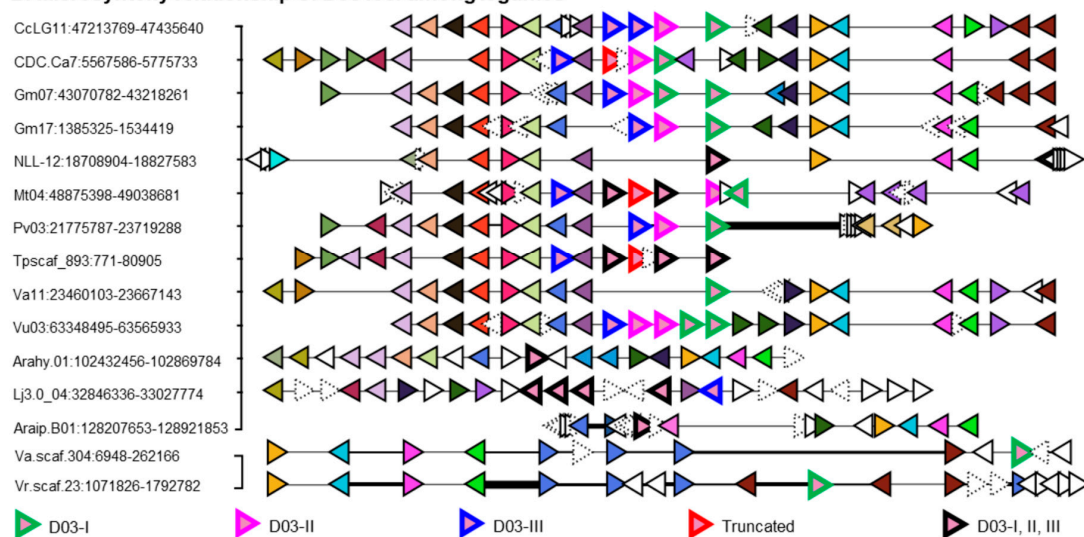 CcLG11:47213769-47435640
CDC.Ca7:5567586-5775733
Gm07:43070782-43218261
Gm17:1385325-1534419
NLL-12:18708904-18827583
Mt04:48875398-49038681
Pv03:21775787-23719288
Tpscaf_893:771-80905
Va11:23460103-23667143
Vu03:63348495-63565933
Arahy.01:102432456-102869784
Lj3.0_04:32846336-33027774
Araip.B01:128207653-128921853
Va.scaf.304:6948-262166
Vr.scaf.23:1071826-1792782
D03-I D03-II D03-III Truncated D03-I, II, III